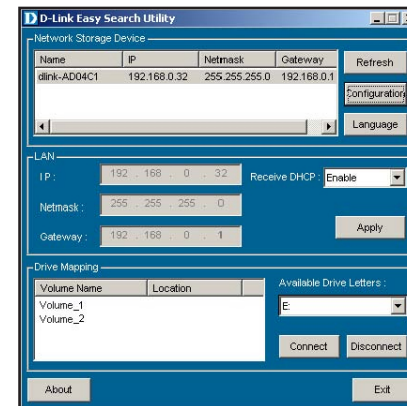 D-Link Easy Search Utility
Network Storage Device
Name IP Netmask Gateway
dlink-AD04C1 192.168.0.32 255.255.255.0 192.168.0.1
Refresh
Configuration
Language
LAN
IP: 192 . 168 . 0 . 32
Receive DHCP : Enable
Netmask : 255 . 255 . 255 . 0
Gateway : 192 . 168 . 0 . 1
Apply
Drive Mapping
Volume Name Location
Volume_1
Volume_2
Available Drive Letters :
E:
Connect Disconnect
About Exit